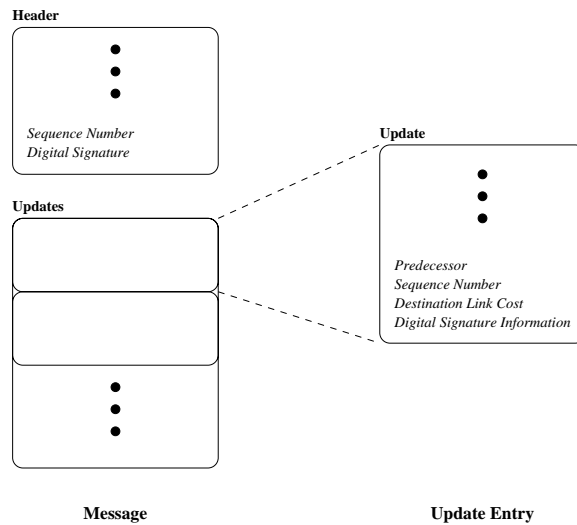 Header
Sequence Number
Digital Signature
Updates
Message
Update
Predecessor
Sequence Number
Destination Link Cost
Digital Signature Information
Update Entry